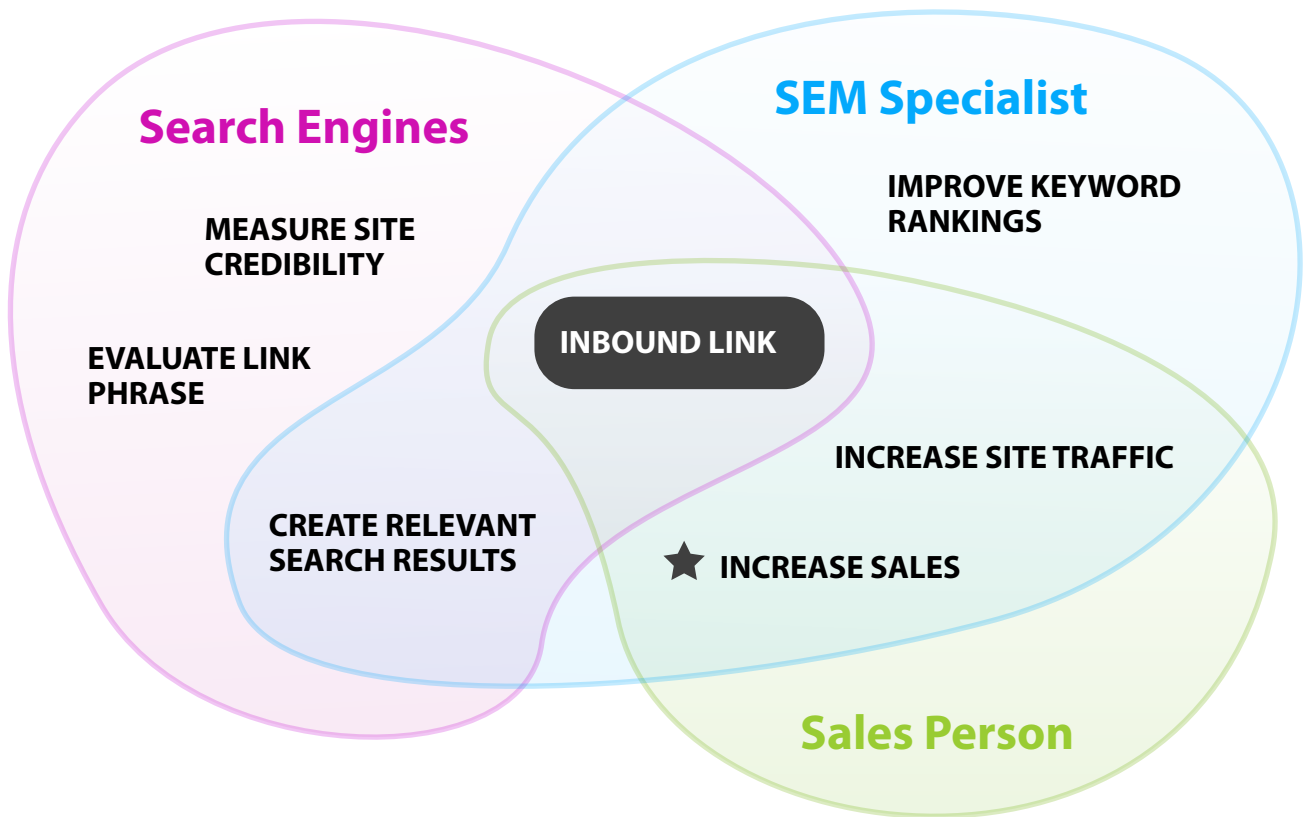 Search Engines
SEM Specialist
MEASURE SITE
CREDIBILITY
IMPROVE KEYWORD
RANKINGS
EVALUATE LINK
PHRASE
INBOUND LINK
INCREASE SITE TRAFFIC
CREATE RELEVANT
SEARCH RESULTS
INCREASE SALES
Sales Person